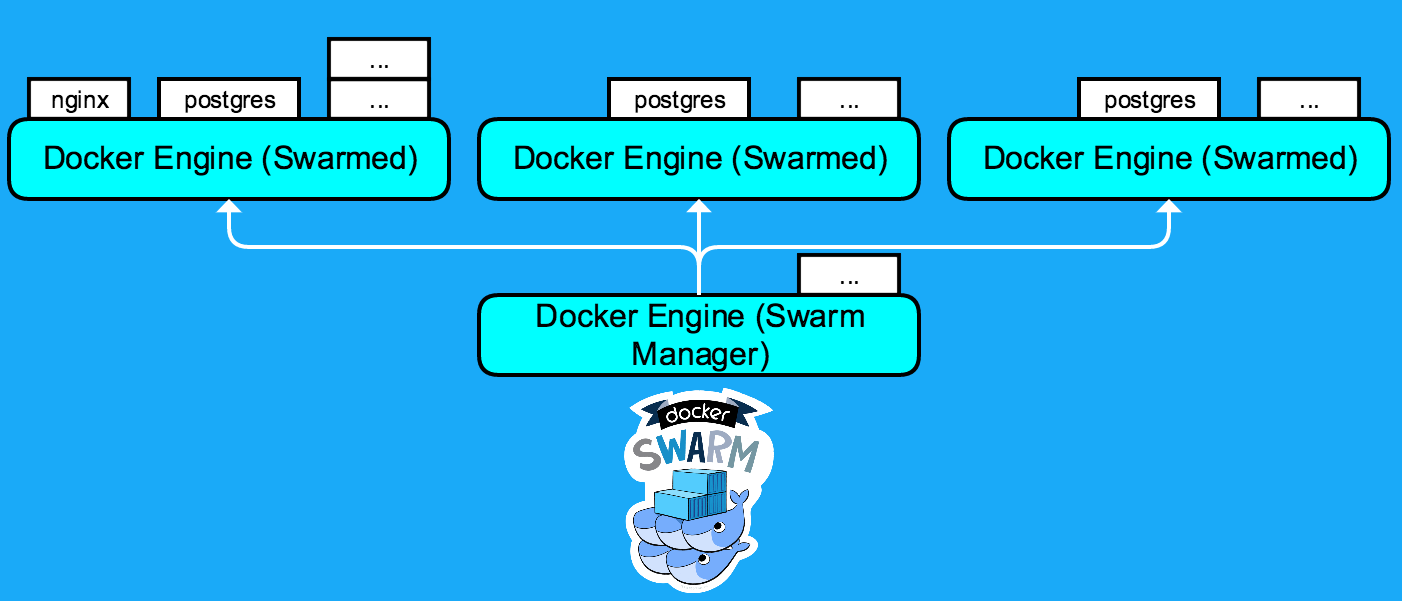 ...
nginx
postgres
...
postgres
...
postgres
...
Docker Engine (Swarmed)
Docker Engine (Swarmed)
Docker Engine (Swarmed)
...
Docker Engine (Swarm
Manager)
docker
SWARM